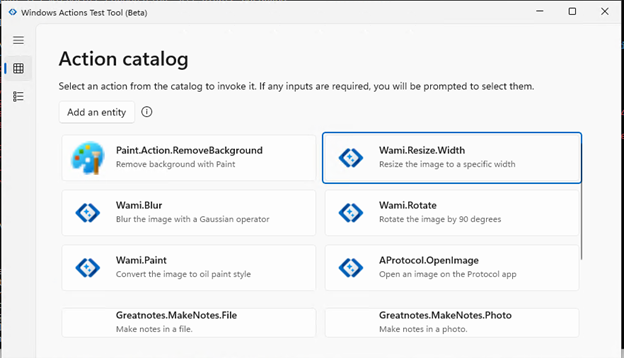 Windows Actions Test Tool (Beta)
Action catalog
Select an action from the catalog to invoke it. If any inputs are required, you will be prompted to select them.
Add an entity
Paint.Action.RemoveBackground
Remove background with Paint
Wami.Resize.Width
Resize the image to a specific width
Wami.Blur
Blur the image with a Gaussian operator
Wami.Rotate
Rotate the image by 90 degrees
Wami.Paint
Convert the image to oil paint style
AProtocol.OpenImage
Open an image on the Protocol app
Greatnotes.MakeNotes.File
Make notes in a file.
Greatnotes.MakeNotes.Photo
Make notes in a photo.